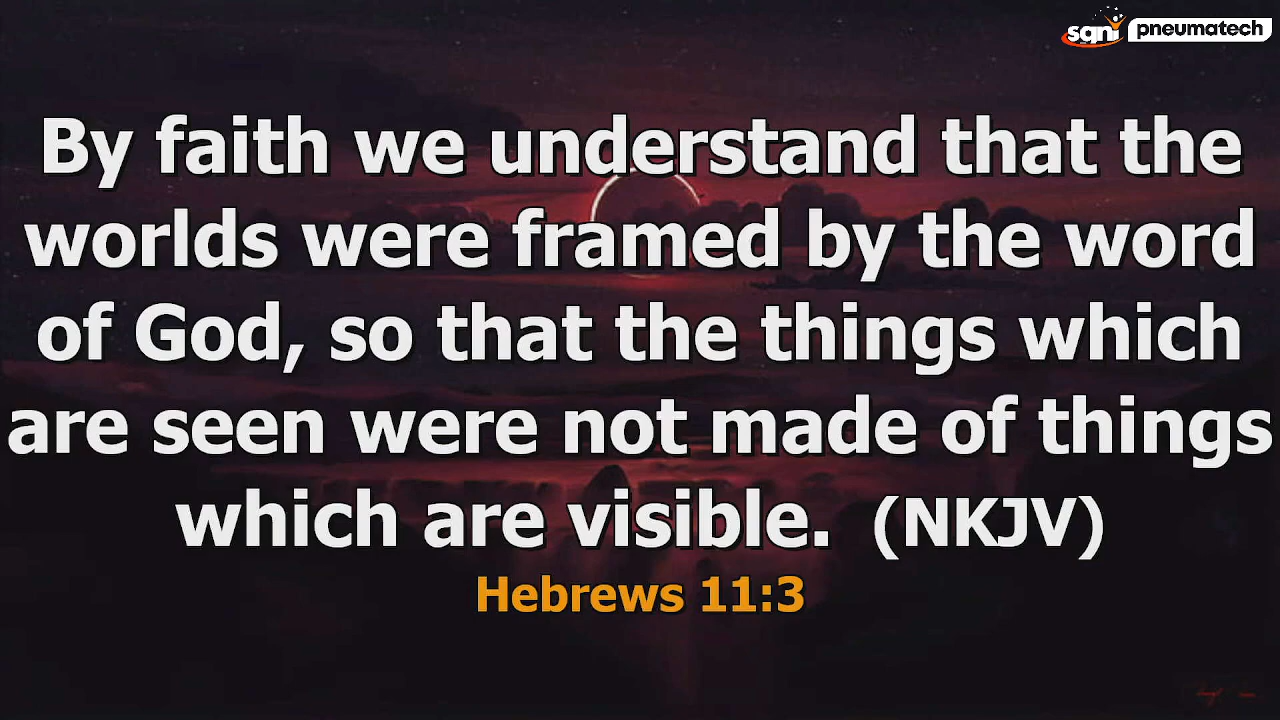 sqni pneumatech
By faith we understand that the
worlds were framed by the word
of God, so that the things which
are seen were not made of things
which are visible. (NKJV)
Hebrews 11:3